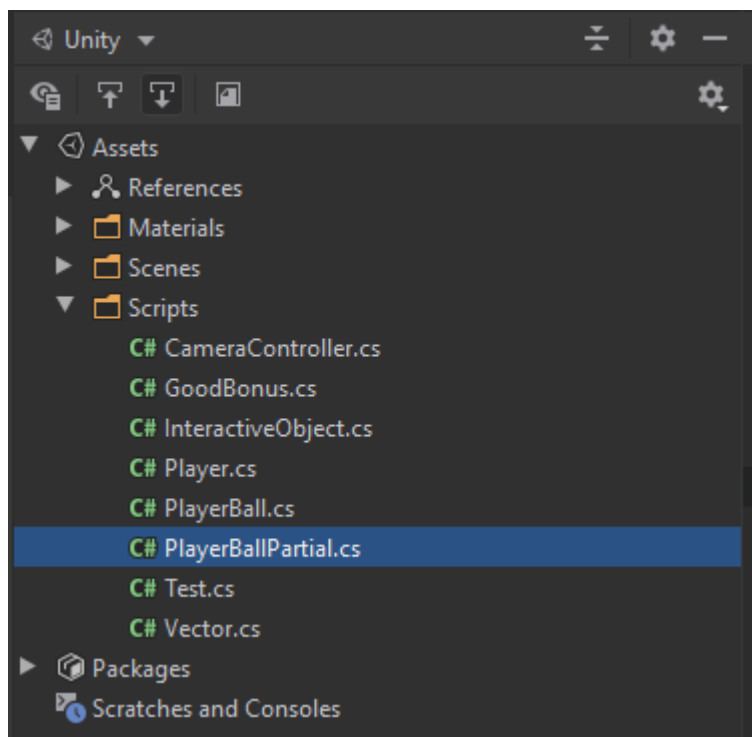 Unity
Assets
References
Materials
Scenes
Scripts
C# CameraController.cs
C# GoodBonus.cs
C# InteractiveObject.cs
C# Player.cs
C# PlayerBall.cs
C# PlayerBallPartial.cs
C# Test.cs
C# Vector.cs
Packages
Scratches and Consoles